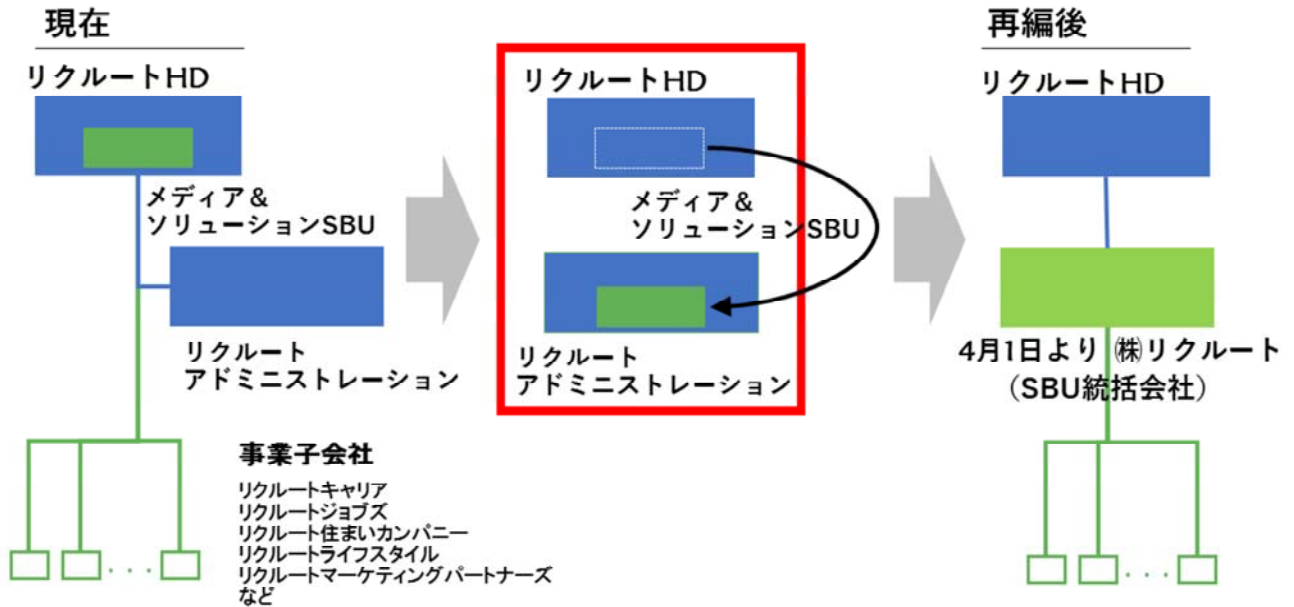 現在
リクルートHD
メディア＆
ソリューションSBU
リクルート
アドミニストレーション
事業子会社
リクルートキャリア
リクルートジョブズ
リクルート住まいカンパニー
リクルートライフスタイル
リクルートマーケティングパートナーズ
など
リクルートHD
メディア＆
ソリューションSBU
リクルート
アドミニストレーション
再編後
リクルートHD
4月1日より ㈱リクルート
（SBU統括会社）